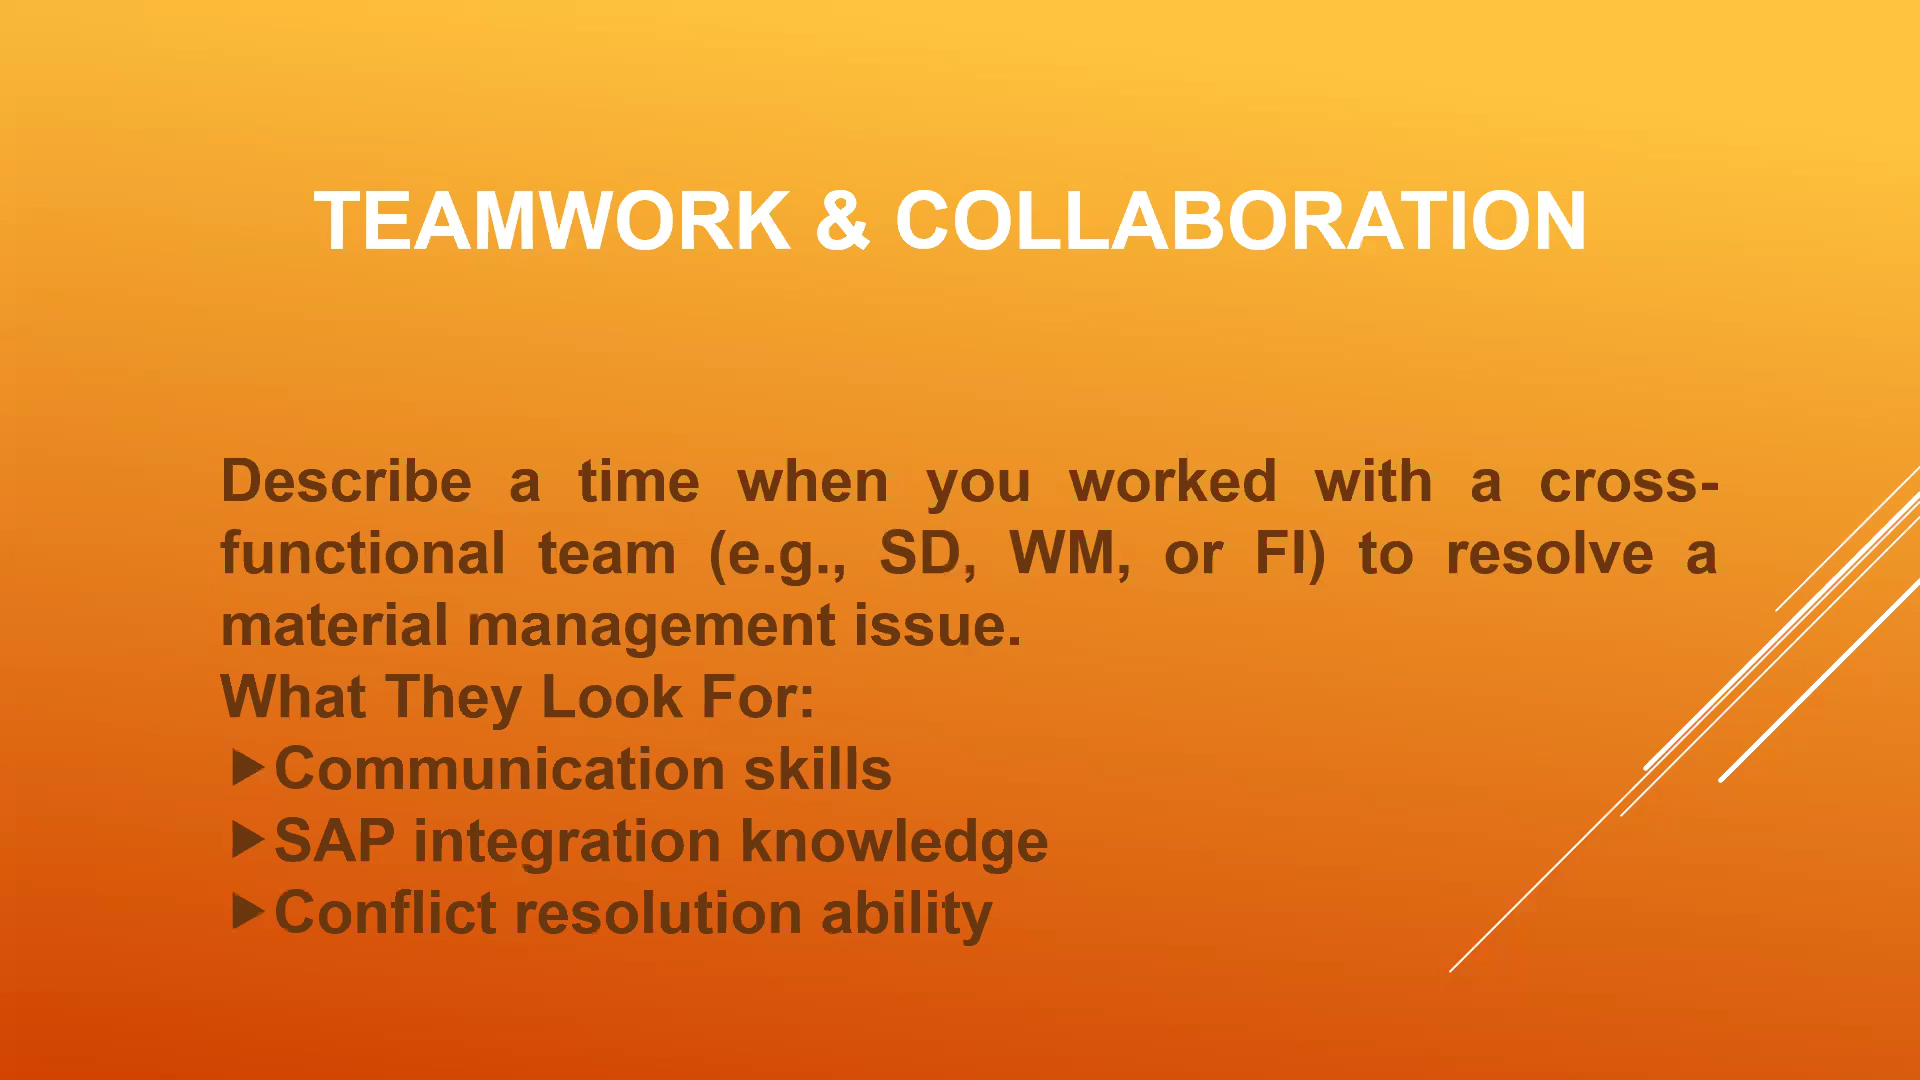 TEAMWORK & COLLABORATION
Describe a time when you worked with a cross-
functional team (e.g., SD, WM, or FI) to resolve a
material management issue.
What They Look For:
▶Communication skills
▶SAP integration knowledge
▶Conflict resolution ability